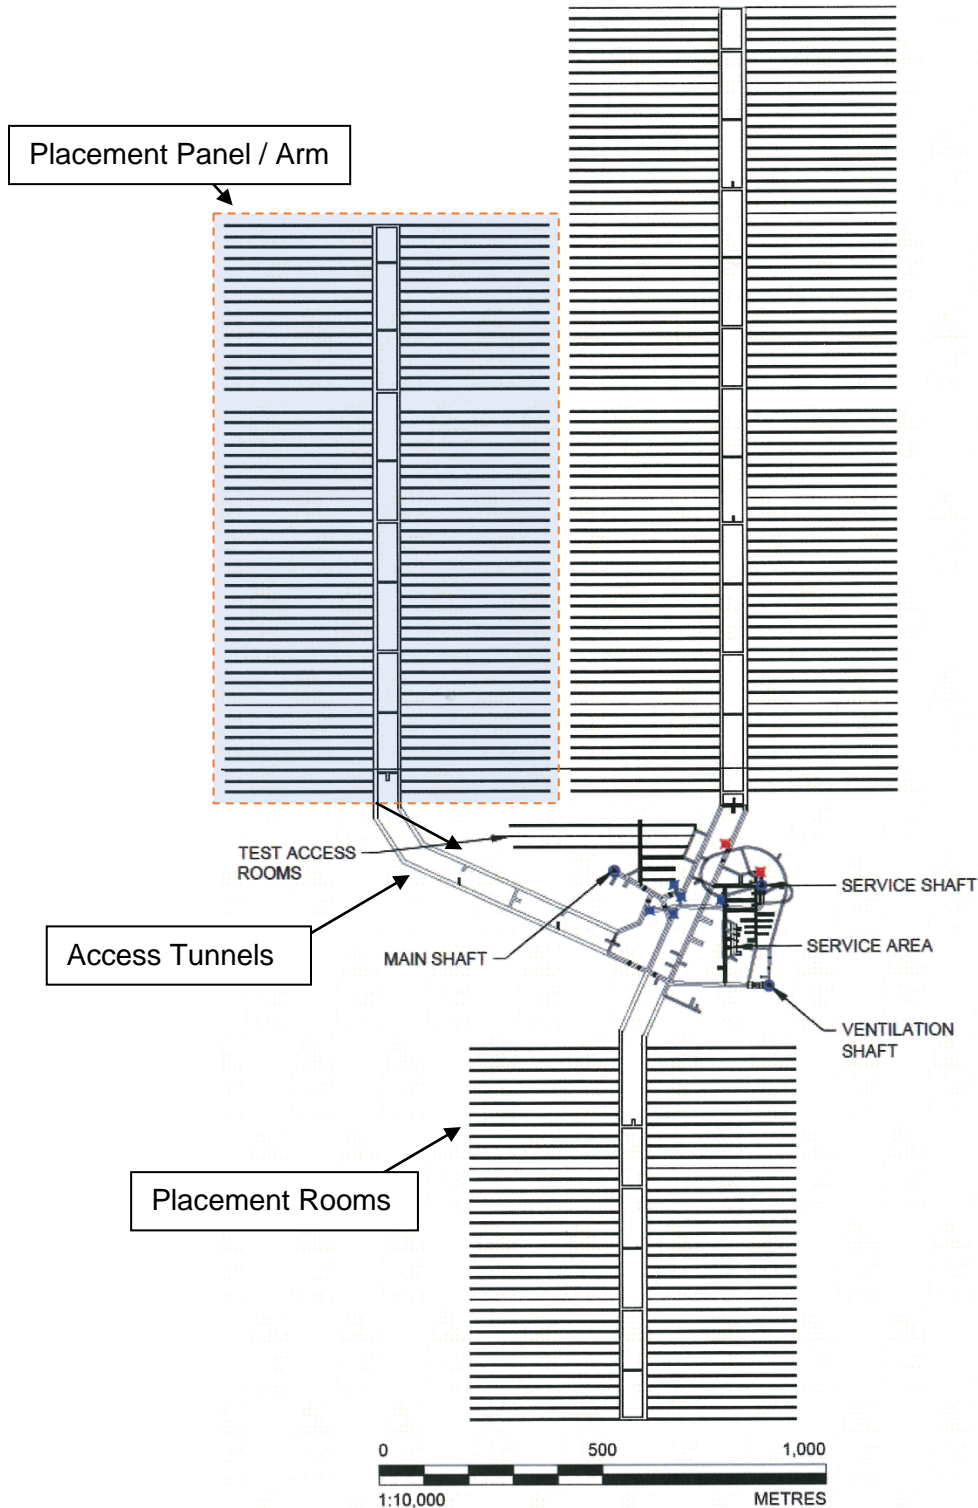 Placement Panel / Arm
TEST ACCESS
ROOMS
SERVICE SHAFT
Access Tunnels
MAIN SHAFT
SERVICE AREA
VENTILATION
SHAFT
Placement Rooms
0 500 1,000
1:10,000 METRES